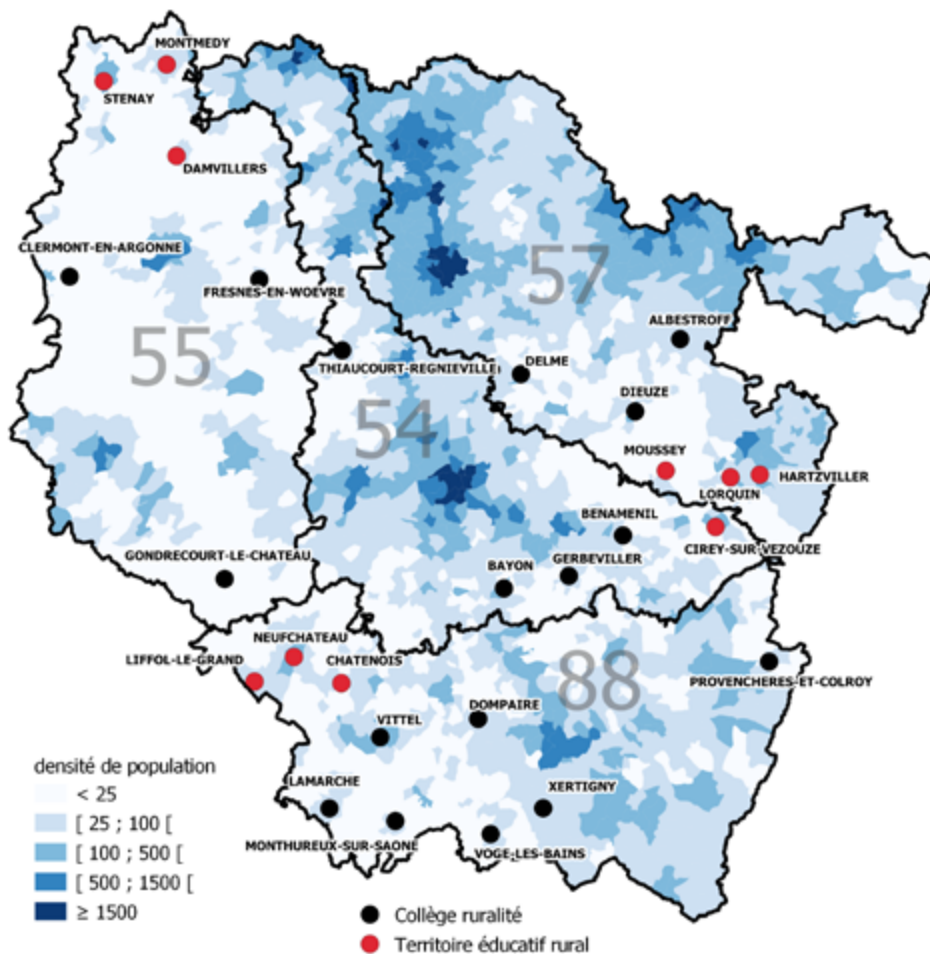 MONTMEDY
STENAY
DAMVILLERS
CLERMONT-EN-ARGONNE
FRESNES-EN-WOEVRE
57
55
ALBESTROFF
THIAUCOURT-REGNIEVILLE
DELME
DIEUZE
54
MOUSSEY
HARTZVILLER
LORQUIN
BENAMENIL
CIREY-SUR-VEZOUZE
GONDRECOURT-LE-CHATEAU
BAYON
GERBEVILLER
NEUFCHATEAU
LIFFOL-LE-GRAND
CHATENOIS
88
PROVENCHERES-ET-COLROY
DOMPAIRE
VITTEL
LAMARCHE
XERTIGNY
MONTHUREUX-SUR-SAONE
VOGE-LES-BAINS
densité de population
< 25
[ 25 ; 100 [
[ 100 ; 500 [
[ 500 ; 1500 [
≥ 1500
Collège ruralité
Territoire éducatif rural